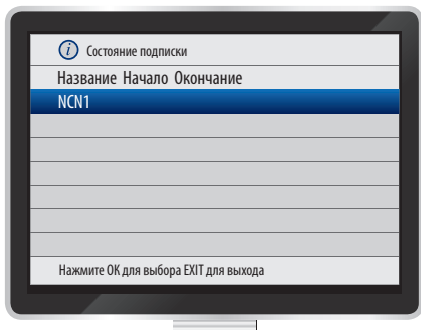 Состояние подписки
Название Начало Окончание
NCN1
Нажмите OK для выбора EXIT для выхода